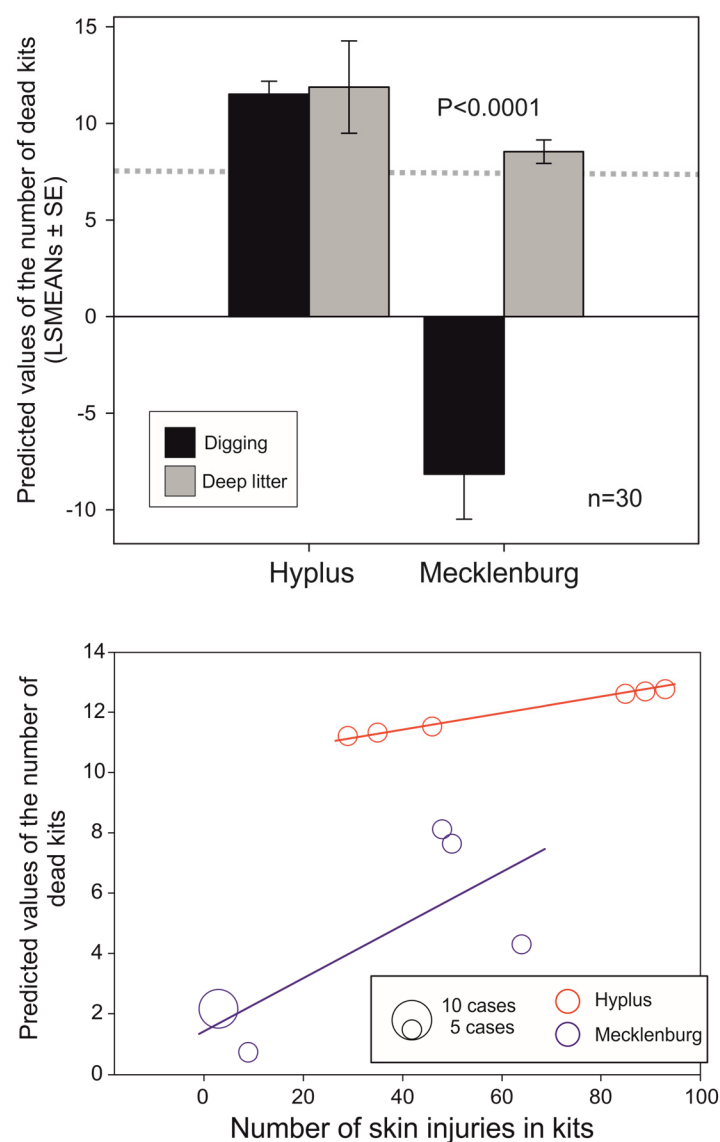 Predicted values of the number of dead kits
(LSMEANs ± SE)
15
10
5
0
-5
-10
P<0.0001
Digging
Deep litter
n=30
Hyplus
Mecklenburg
Predicted values of the number of
dead kits
14
12
10
8
6
4
2
0
10 cases
5 cases
Hyplus
Mecklenburg
0
20
40
60
80
100
Number of skin injuries in kits